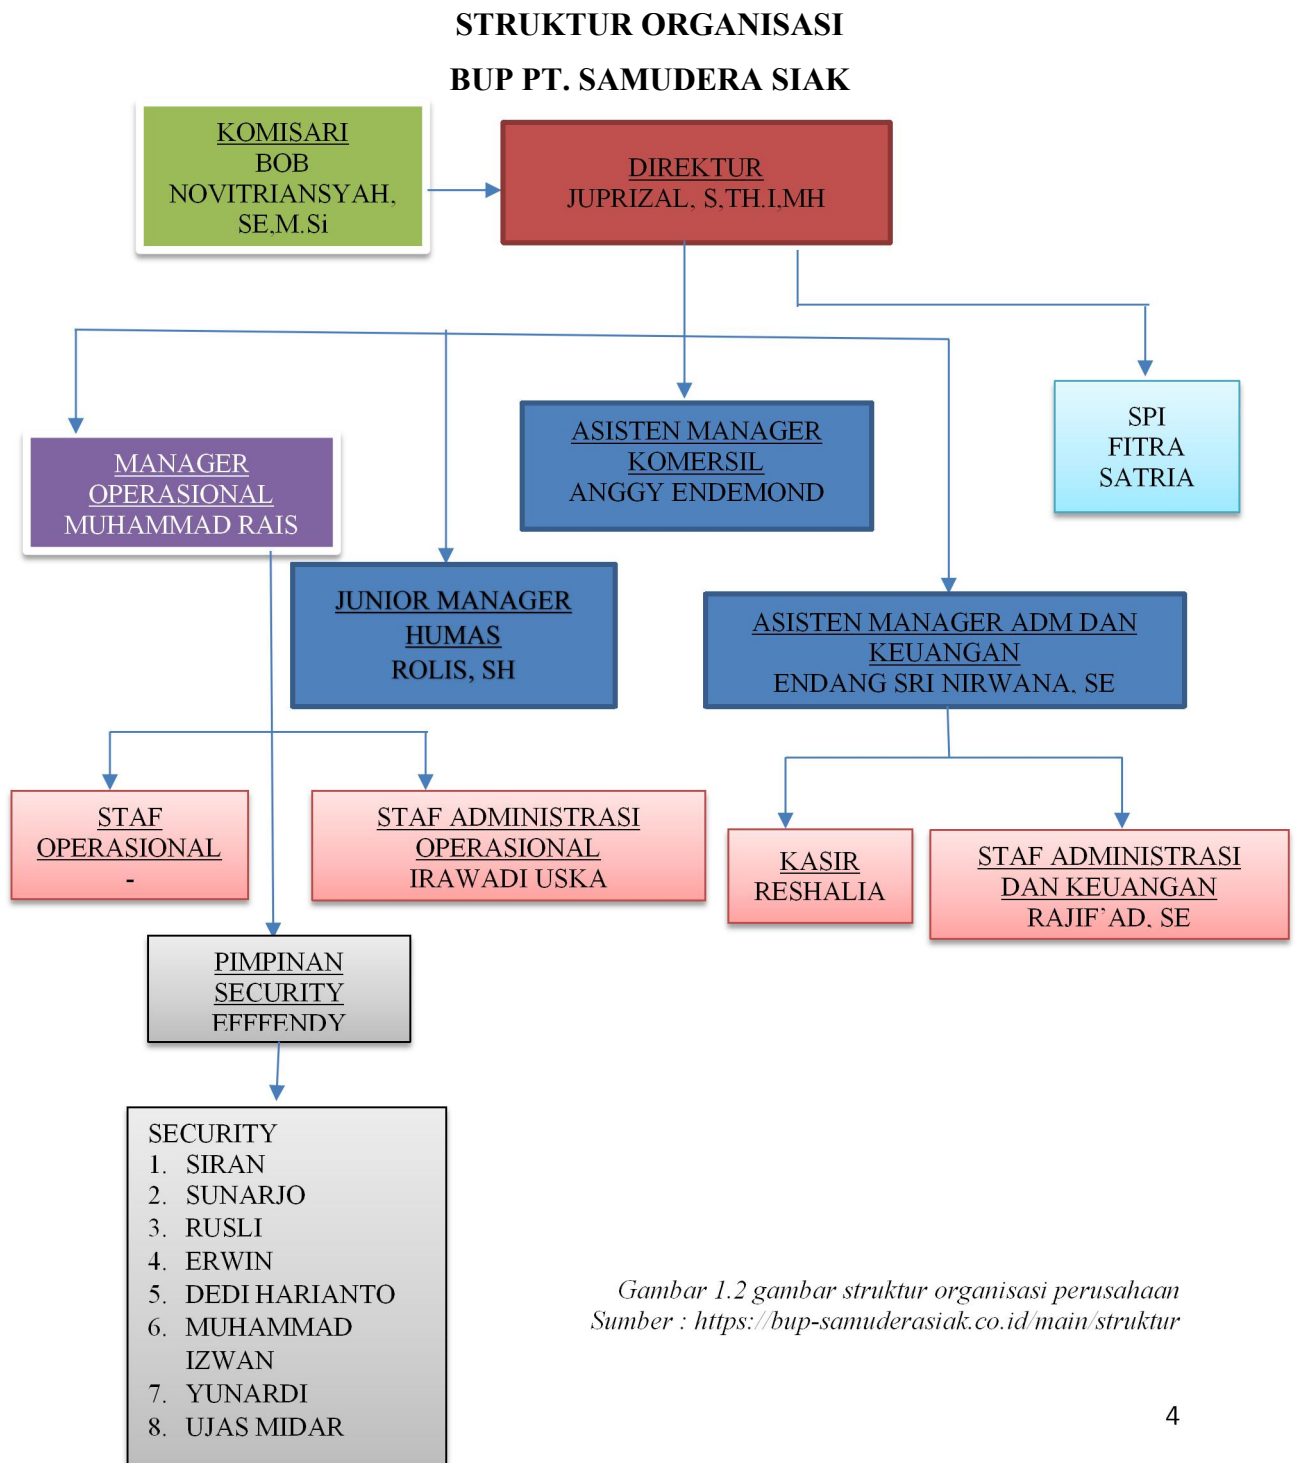 STRUKTUR ORGANISASI
BUP PT. SAMUDERA SIAK
KOMISARI
BOB
NOVITRIANSYAH,
SE,M.Si
DIREKTUR
JUPRIZAL, S,TH.I,MH
SPI
FITRA
SATRIA
ASISTEN MANAGER
KOMERSIL
ANGGY ENDEMOND
MANAGER
OPERASIONAL
MUHAMMAD RAIS
JUNIOR MANAGER
HUMAS
ROLIS, SH
ASISTEN MANAGER ADM DAN
KEUANGAN
ENDANG SRI NIRWANA, SE
STAF
OPERASIONAL
-
STAF ADMINISTRASI
OPERASIONAL
IRAWADI USKA
KASIR
RESHALIA
STAF ADMINISTRASI
DAN KEUANGAN
RAJIF’AD, SE
PIMPINAN
SECURITY
EFFFENDY
SECURITY
1. SIRAN
2. SUNARJO
3. RUSLI
4. ERWIN
5. DEDI HARIANTO
6. MUHAMMAD
IZWAN
7. YUNARDI
8. UJAS MIDAR
Gambar 1.2 gambar struktur organisasi perusahaan
Sumber : https://bup-samuderasiak.co.id/main/struktur
4